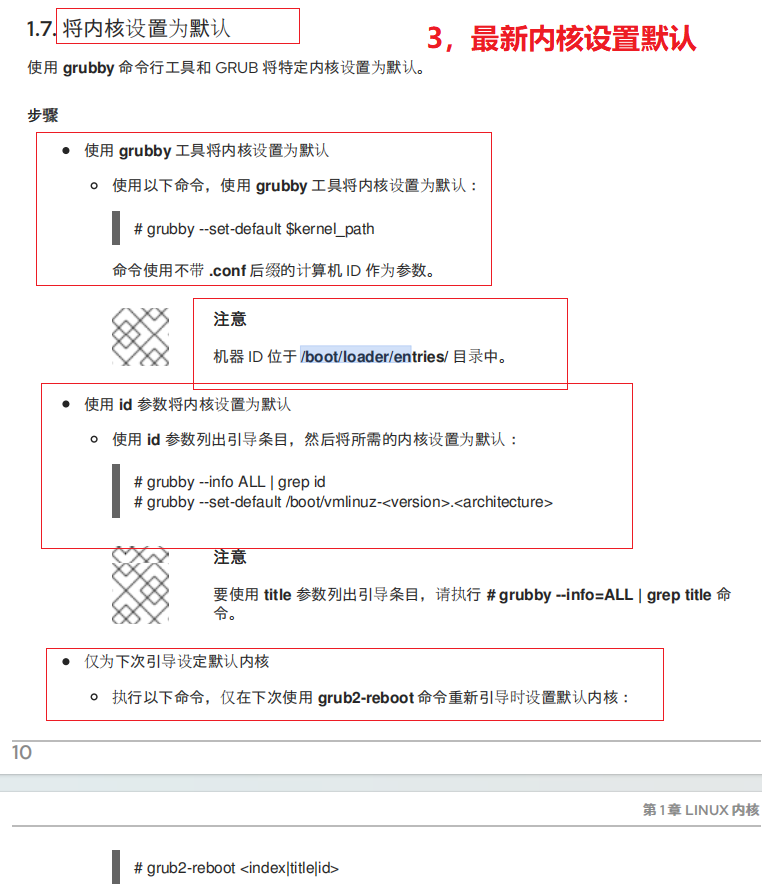 1.7. 将内核设置为默认
3，最新内核设置默认
使用 grubby 命令行工具和 GRUB 将特定内核设置为默认。
步骤
使用 grubby 工具将内核设置为默认
使用以下命令，使用 grubby 工具将内核设置为默认：
# grubby --set-default $kernel_path
命令使用不带 .conf 后缀的计算机 ID 作为参数。
注意
机器 ID 位于 /boot/loader/entries/ 目录中。
使用 id 参数将内核设置为默认
使用 id 参数列出引导条目，然后将所需的内核设置为默认：
# grubby --info ALL | grep id
# grubby --set-default /boot/vmlinuz-<version>.<architecture>
注意
要使用 title 参数列出引导条目，请执行 # grubby --info=ALL | grep title 命
令。
仅为下次引导设定默认内核
执行以下命令，仅在下次使用 grub2-reboot 命令重新引导时设置默认内核：
10
第 1 章 LINUX 内核
# grub2-reboot <index|title|id>